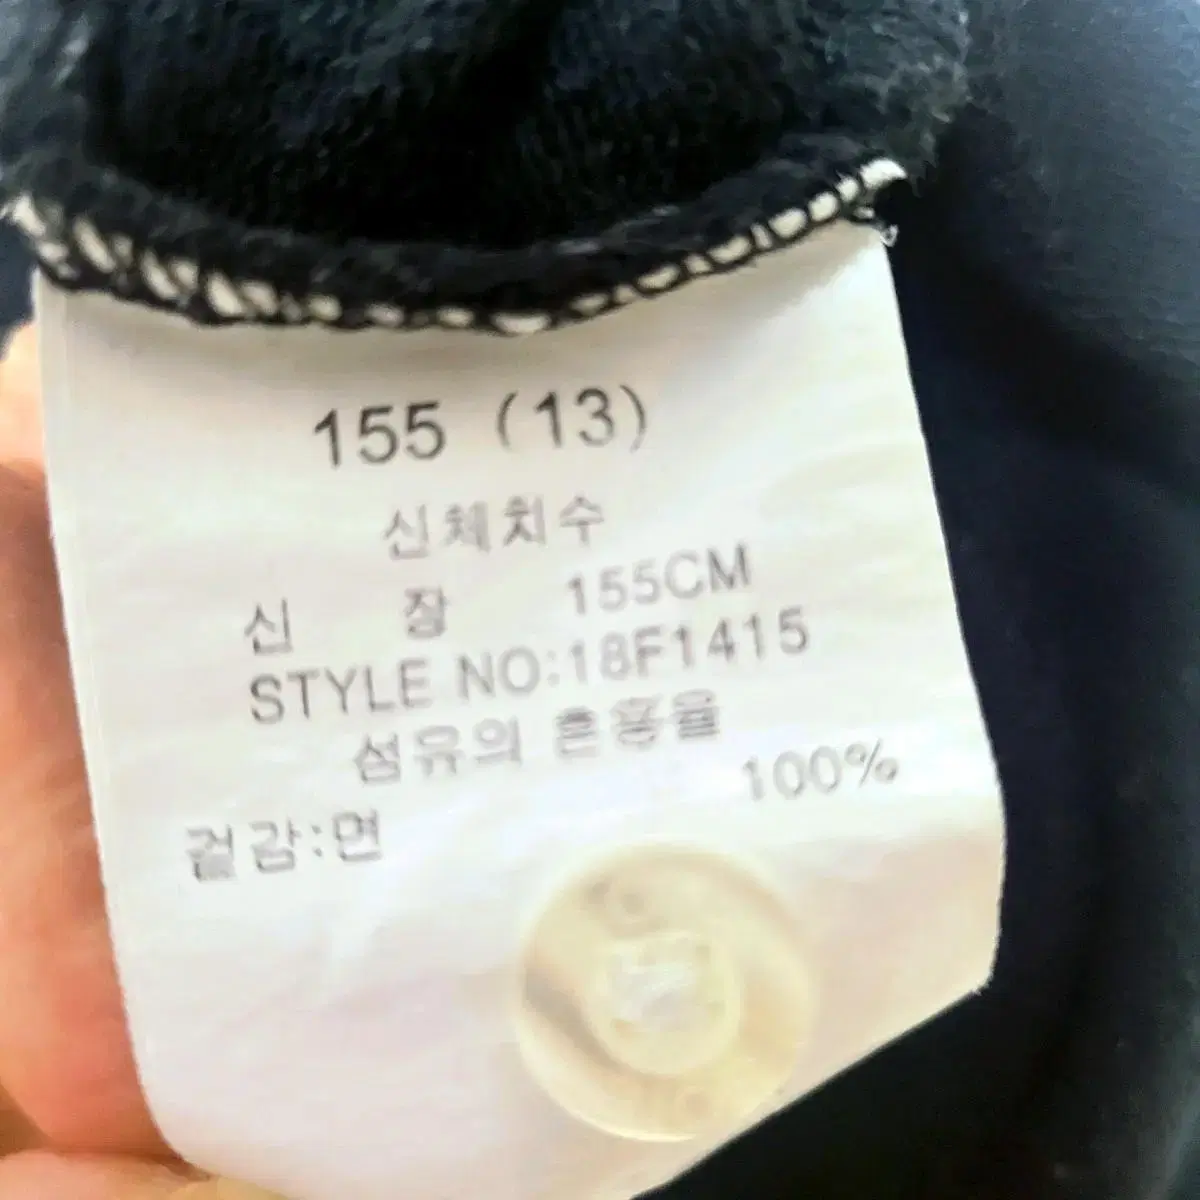 155 (13)
신체치수
신 장 155CM
STYLE NO:18F1415
섬유의 혼용율
겉감:면 100%